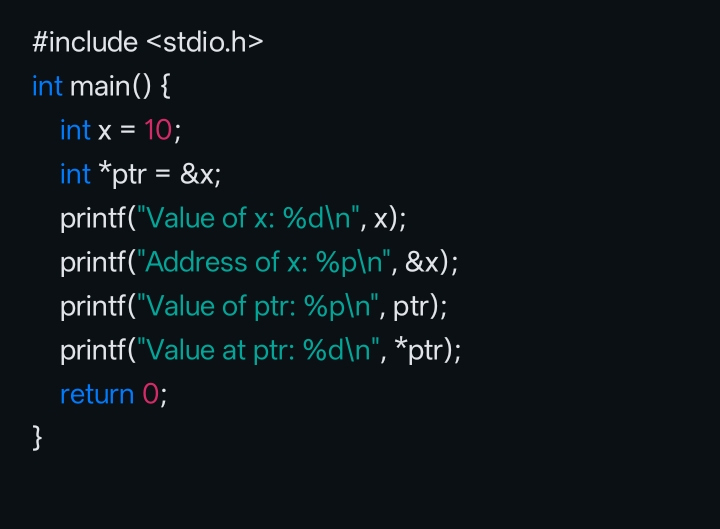 #include <stdio.h>
int main() {
    int x = 10;
    int *ptr = &x;
    printf("Value of x: %d\n", x);
    printf("Address of x: %p\n", &x);
    printf("Value of ptr: %p\n", ptr);
    printf("Value at ptr: %d\n", *ptr);
    return 0;
}